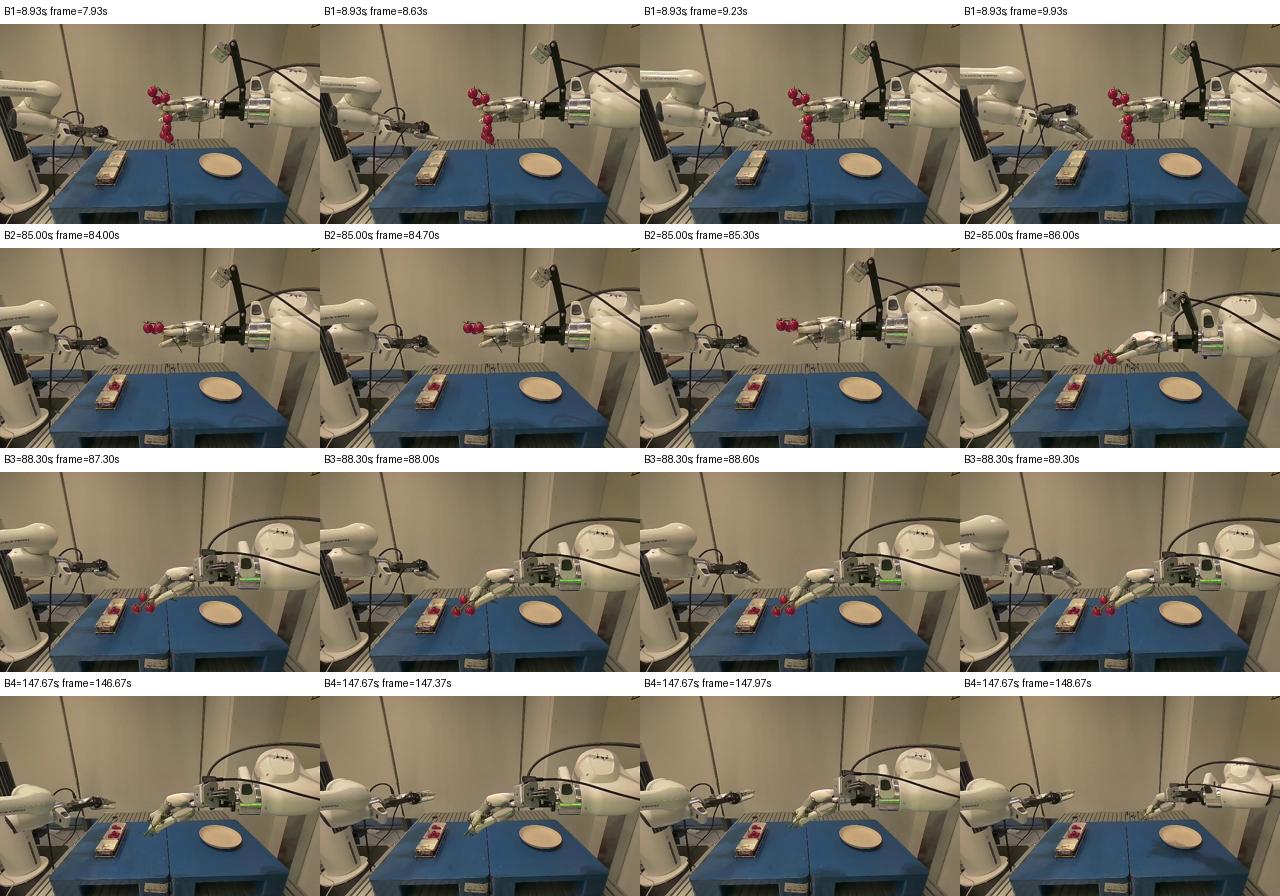 B1=8.93s; frame=7.93s
B1=8.93s; frame=8.63s
B1=8.93s; frame=9.23s
B1=8.93s; frame=9.93s
B2=85.00s; frame=84.00s
B2=85.00s; frame=84.70s
B2=85.00s; frame=85.30s
B2=85.00s; frame=86.00s
B3=88.30s; frame=87.30s
B3=88.30s; frame=88.00s
B3=88.30s; frame=88.60s
B3=88.30s; frame=89.30s
B4=147.67s; frame=146.67s
B4=147.67s; frame=147.37s
B4=147.67s; frame=147.97s
B4=147.67s; frame=148.67s